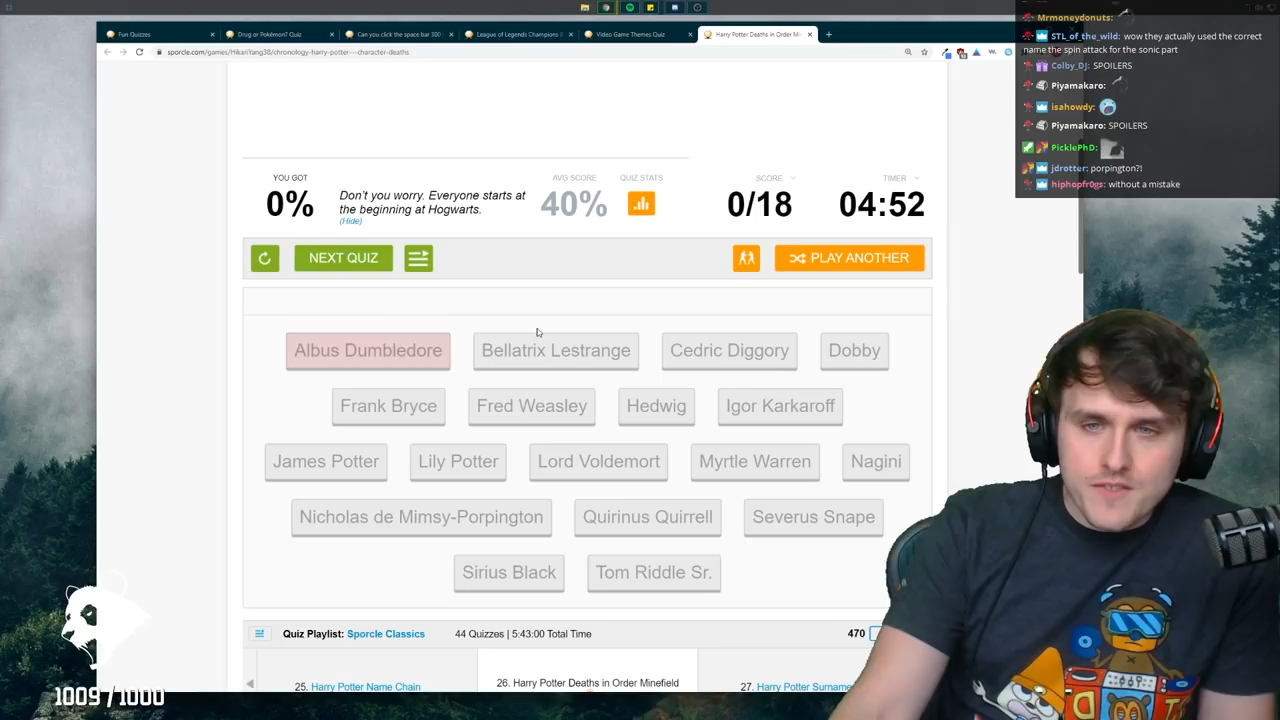 Fun Quizzes
Drug or Pokémon? Quiz
Can you click the space bar 300
League of Legends Champions
Video Game Themes Quiz
Harry Potter Deaths in Order Mine
sporcle.com/games/HikariYang38/chronology-harry-potter---character-deaths
Mrmoneydonuts:
STL_of_the_wild: wow they actually used the correct
name the spin attack for the sonic part
Colby_DJ: SPOILERS
Piyamakaro:
isahowdy:
Piyamakaro: SPOILERS
PicklePhD:
jdrotter: porpington?!
hiphopfr0gs: without a mistake
YOU GOT
0%
Don't you worry. Everyone starts at
the beginning at Hogwarts.
(Hide)
AVG SCORE
40%
QUIZ STATS
SCORE
0/18
TIMER
04:52
NEXT QUIZ
PLAY ANOTHER
Albus Dumbledore Bellatrix Lestrange Cedric Diggory Dobby
Frank Bryce Fred Weasley Hedwig Igor Karkaroff
James Potter Lily Potter Lord Voldemort Myrtle Warren Nagini
Nicholas de Mimsy-Porpington Quirinus Quirrell Severus Snape
Sirius Black Tom Riddle Sr.
Quiz Playlist: Sporcle Classics 44 Quizzes | 5:43:00 Total Time 470
25. Harry Potter Name Chain
26. Harry Potter Deaths in Order Minefield
27. Harry Potter Surname
1009/1000